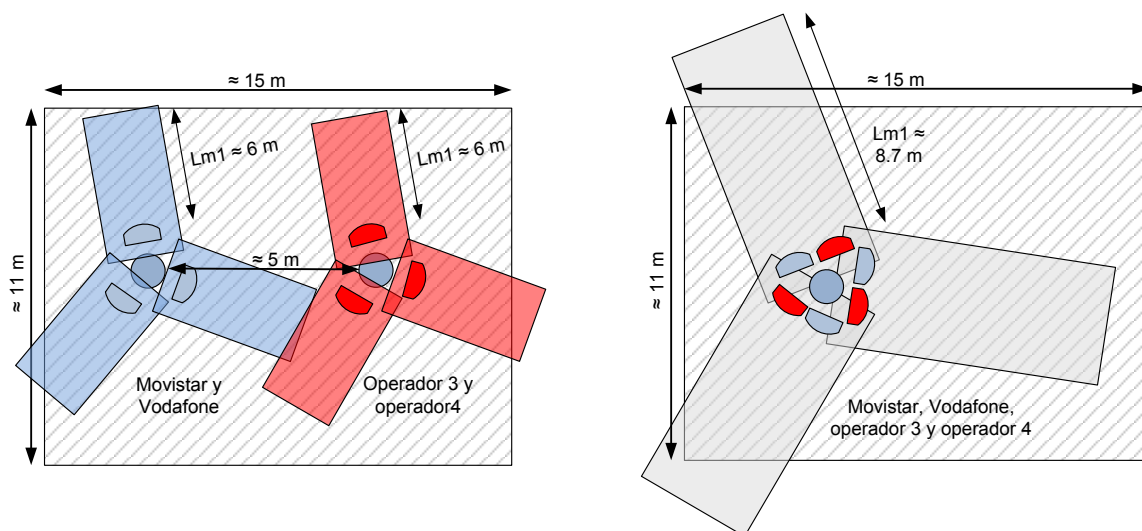 ≈ 15 m
≈ 11 m
Lm1 ≈ 6 m
Lm1 ≈ 6 m
≈ 5 m
Movistar y
Vodafone
Operador 3 y
operador4
≈ 15 m
≈ 11 m
Lm1 ≈
8.7 m
Movistar, Vodafone,
operador 3 y operador 4